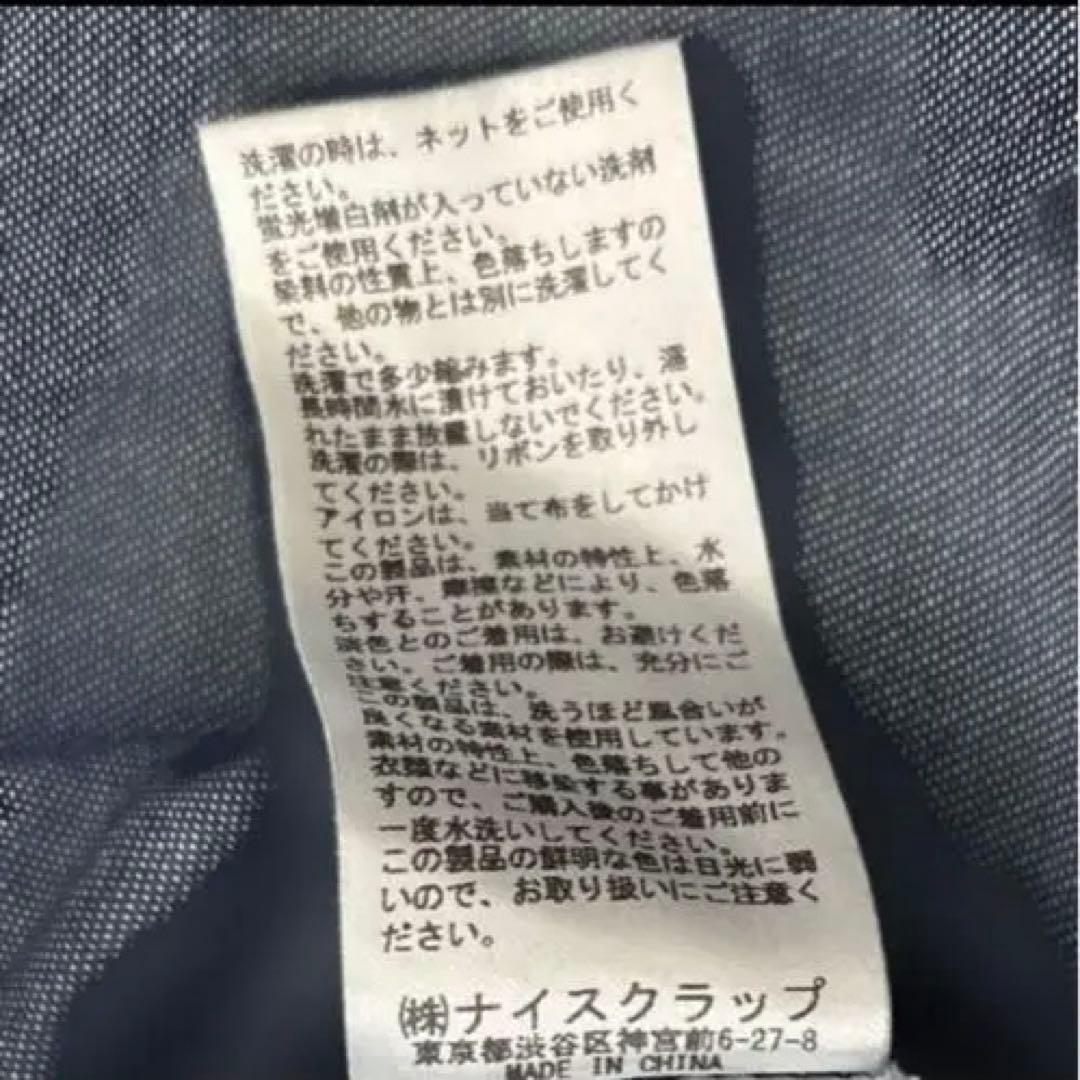 洗濯の時は、ネットをご使用く
ださい。
蛍光増白剤が入っていない洗剤
をご使用ください。
染料の性質上、色落ちしますの
で、他の物とは別に洗濯してく
ださい。
洗濯で多少縮みます。
長時間水に漬けておいたり、濡
れたまま放置しないでください。
洗濯の際は、リボンを取り外し
てください。
アイロンは、当て布をしてかけ
てください。
この製品は、素材の特性上、水
分や汗、摩擦などにより、色落
ちすることがあります。
淡色とのご着用は、お避けくだ
さい。ご着用の際は、充分にご
注意ください。
この製品は、洗うほど風合いが
良くなる素材を使用しています。
素材の特性上、色落ちして他の
衣類などに移染する事がありま
すので、ご購入後のご着用前に
一度水洗いしてください。
この製品の鮮明な色は日光に弱
いので、お取り扱いにご注意く
ださい。
㈱ナイスクラップ
東京都渋谷区神宮前6-27-8
MADE IN CHINA